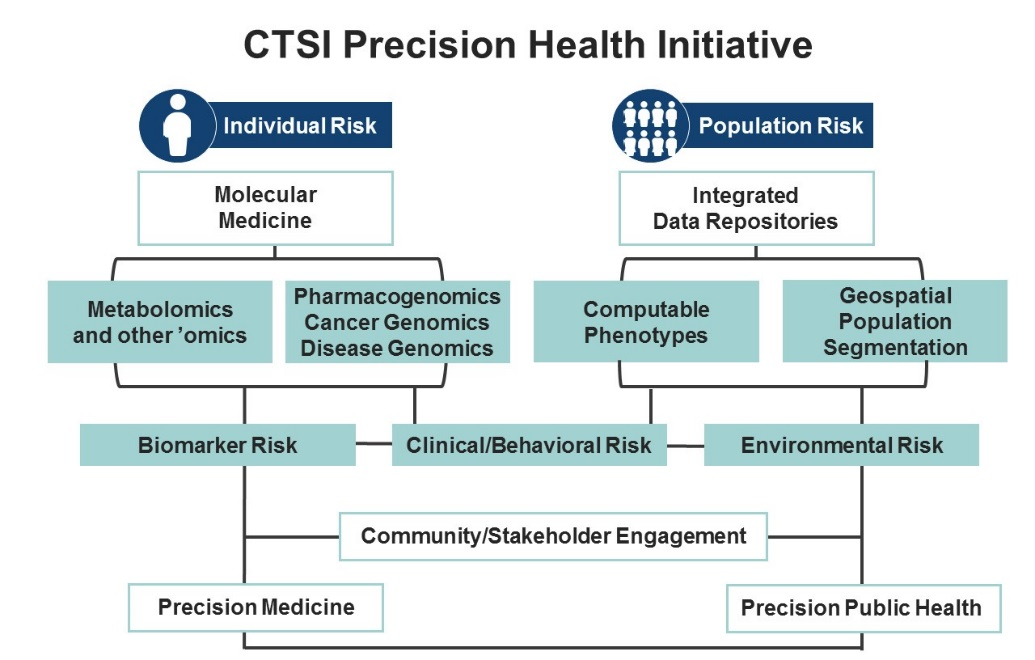 CTSI Precision Health Initiative
Individual Risk
Population Risk
Molecular
Medicine
Integrated
Data Repositories
Metabolomics
and other ’omics
Pharmacogenomics
Cancer Genomics
Disease Genomics
Computable
Phenotypes
Geospatial
Population
Segmentation
Biomarker Risk
Clinical/Behavioral Risk
Environmental Risk
Community/Stakeholder Engagement
Precision Medicine
Precision Public Health